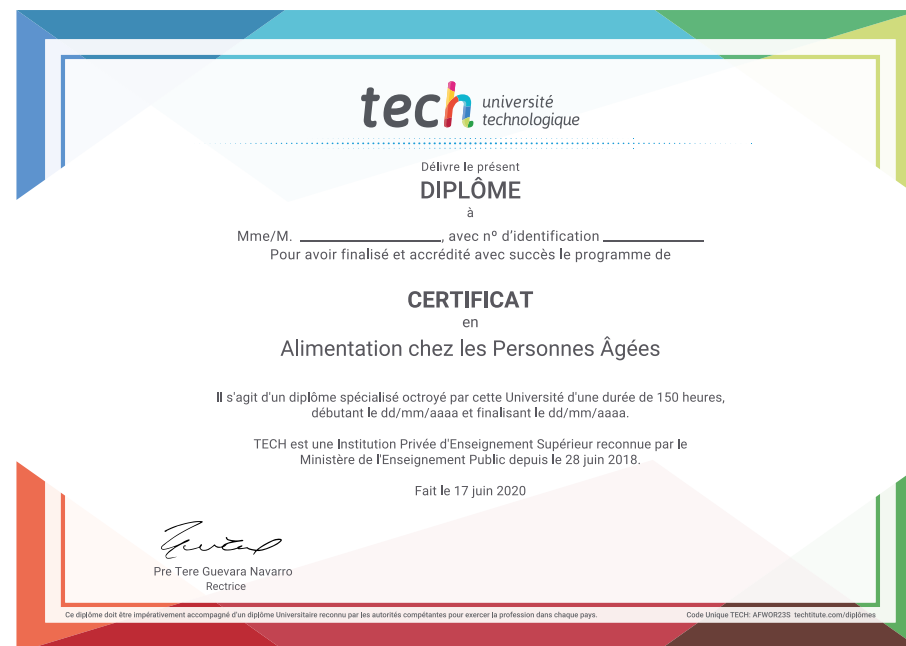 tech université
technologique
Délivre le présent
DIPLÔME
à
Mme/M. ____________________, avec nº d'identification ______________
Pour avoir finalisé et accrédité avec succès le programme de
CERTIFICAT
en
Alimentation chez les Personnes Âgées
Il s'agit d'un diplôme spécialisé octroyé par cette Université d'une durée de 150 heures,
débutant le dd/mm/aaaa et finalisant le dd/mm/aaaa.
TECH est une Institution Privée d'Enseignement Supérieur reconnue par le
Ministère de l'Enseignement Public depuis le 28 juin 2018.
Fait le 17 juin 2020
Pre Tere Guevara Navarro
Rectrice
Ce diplôme doit être impérativement accompagné d'un diplôme Universitaire reconnu par les autorités compétentes pour exercer la profession dans chaque pays.
Code Unique TECH: AFWOR23S techtitute.com/diplômes